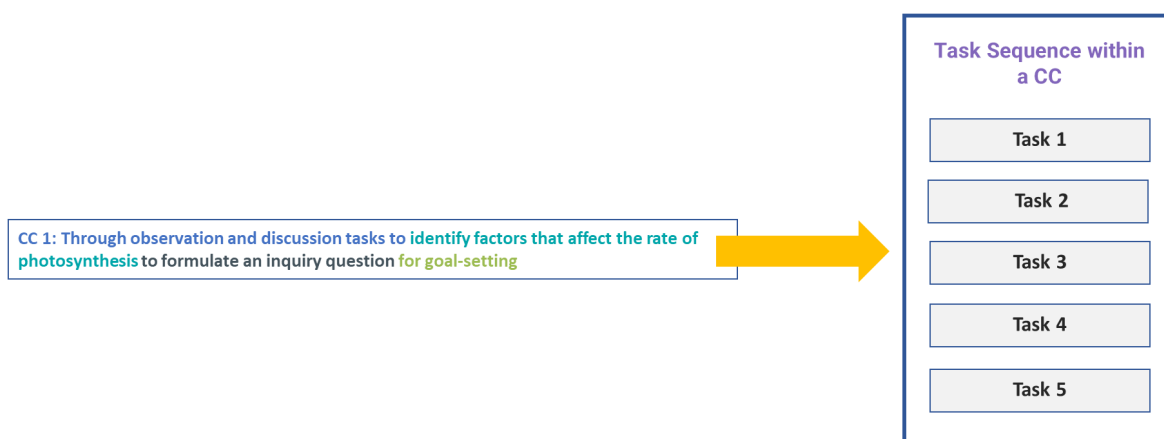 CC 1: Through observation and discussion tasks to identify factors that affect the rate of
photosynthesis to formulate an inquiry question for goal-setting
Task Sequence within
a CC
Task 1
Task 2
Task 3
Task 4
Task 5